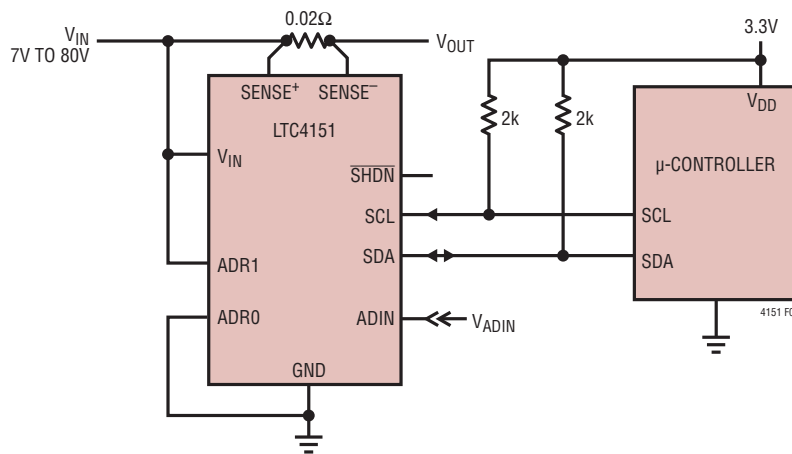 0.02Ω
V_IN
7V TO 80V
V_OUT
3.3V
SENSE⁺ SENSE⁻
LTC4151
2k 2k
V_DD
V_IN
SHDN
µ-CONTROLLER
SCL
SCL
SDA
SDA
ADR1
ADR0
ADIN
V_ADIN
GND
4151